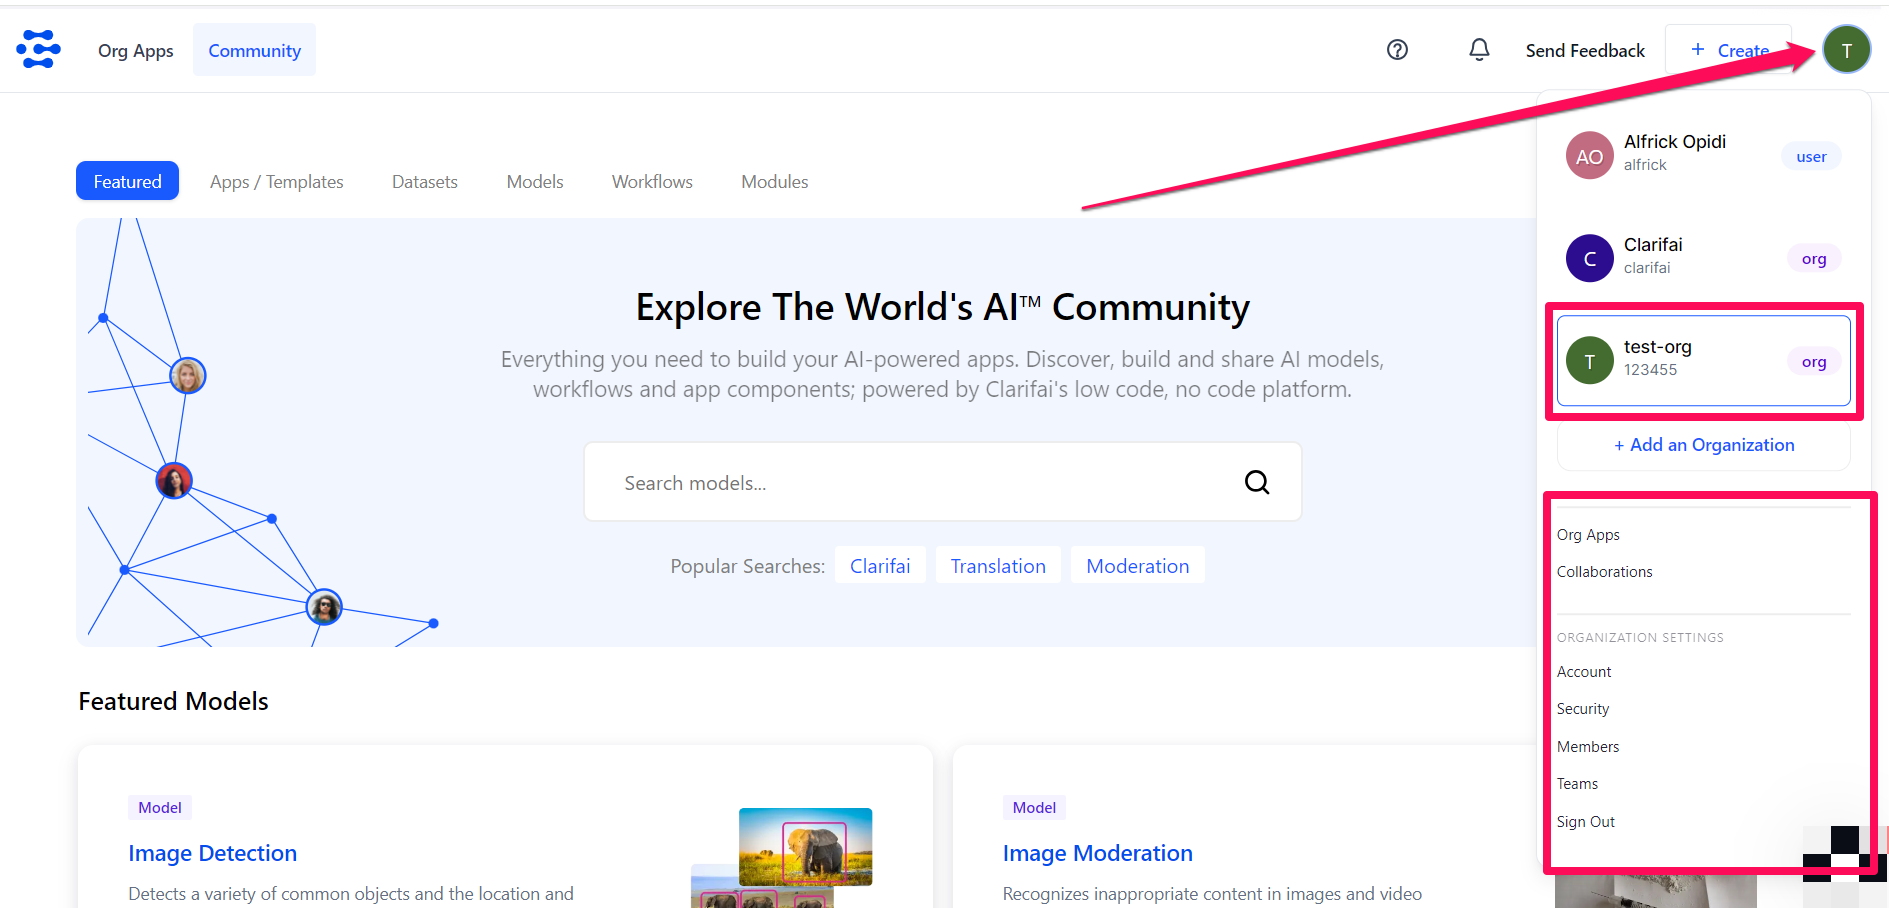 Org Apps
Community
Send Feedback
+ Create
T
Featured
Apps / Templates
Datasets
Models
Workflows
Modules
Explore The World's AI™ Community
Everything you need to build your AI-powered apps. Discover, build and share AI models,
workflows and app components; powered by Clarifai's low code, no code platform.
Search models...
Popular Searches:
Clarifai
Translation
Moderation
AO
Alfrick Opidi
alfrick
user
C
Clarifai
clarifai
org
T
test-org
123455
org
+ Add an Organization
Org Apps
Collaborations
ORGANIZATION SETTINGS
Account
Security
Members
Teams
Sign Out
Featured Models
Model
Image Detection
Detects a variety of common objects and the location and
Model
Image Moderation
Recognizes inappropriate content in images and video